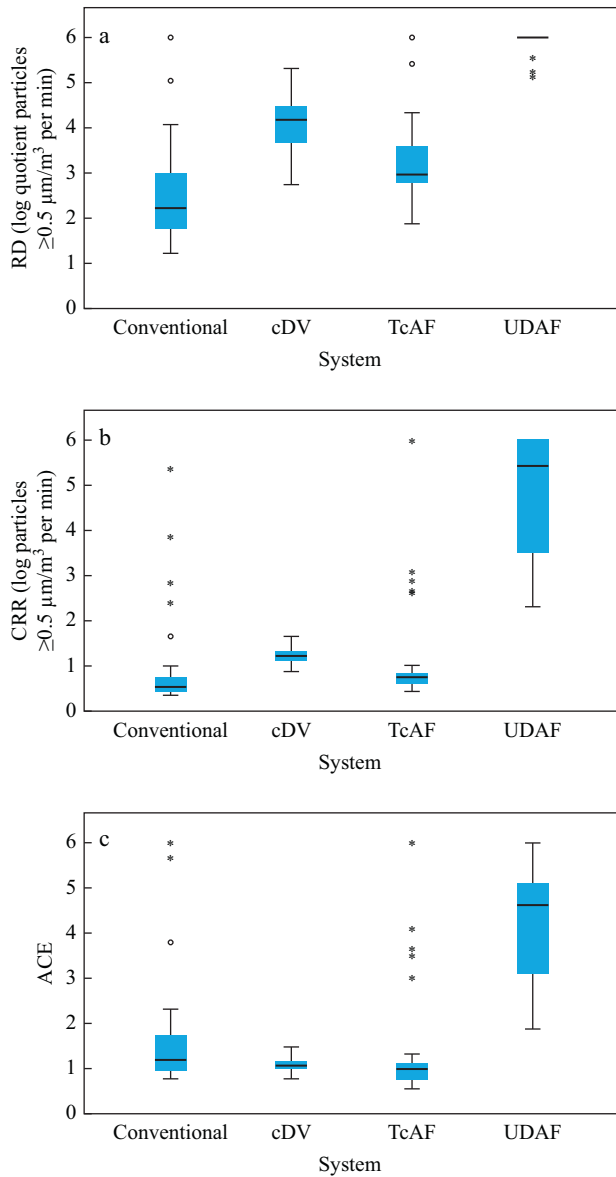 a
RD (log quotient particles
≥0.5 μm/m³ per min)
6
5
4
3
2
1
0
Conventional cDV TcAF UDAF
System
b
CRR (log particles
≥0.5 μm/m³ per min)
6
5
4
3
2
1
0
Conventional cDV TcAF UDAF
System
c
ACE
6
5
4
3
2
1
0
Conventional cDV TcAF UDAF
System